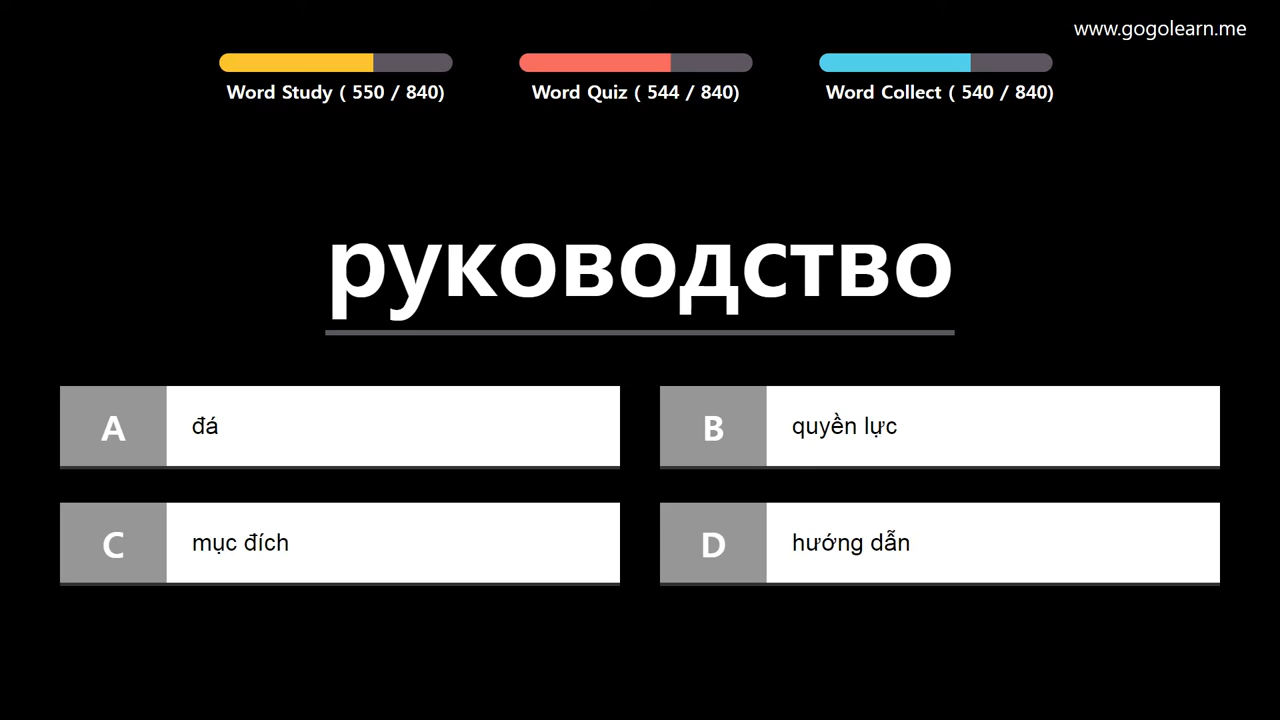 www.gogolearn.me
Word Study ( 550 / 840)
Word Quiz ( 544 / 840)
Word Collect ( 540 / 840)
руководство
A đá
B quyền lực
C mục đích
D hướng dẫn